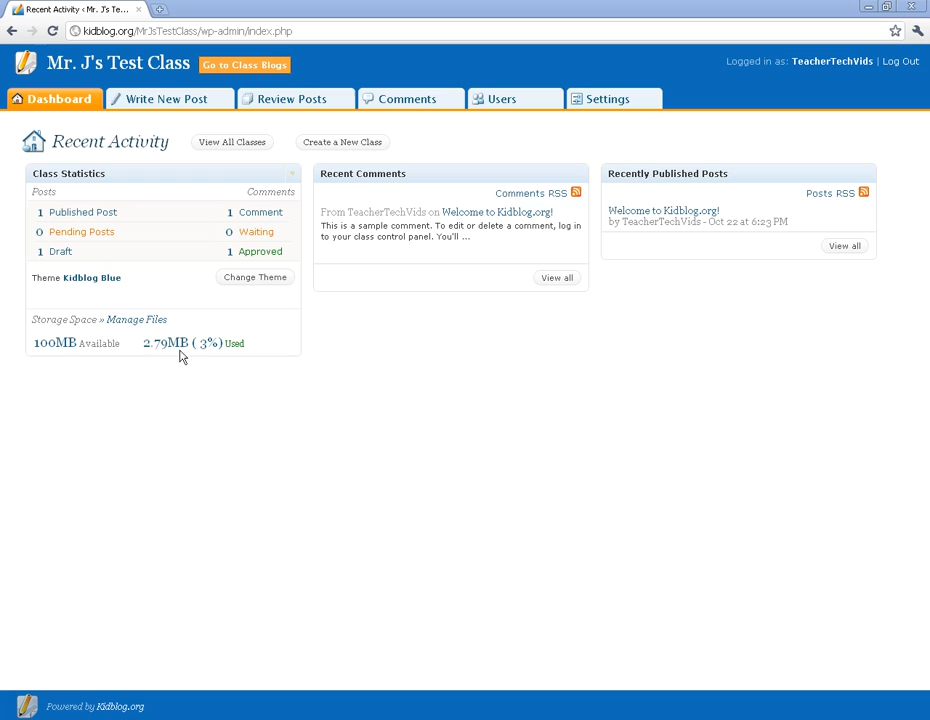 Recent Activity ‹ Mr. J's Te...
kidblog.org/MrJsTestClass/wp-admin/index.php
Mr. J's Test Class
Go to Class Blogs
Logged in as: TeacherTechVids | Log Out
Dashboard
Write New Post
Review Posts
Comments
Users
Settings
Recent Activity
View All Classes
Create a New Class
Class Statistics
Posts
Comments
1 Published Post
1 Comment
0 Pending Posts
0 Waiting
1 Draft
1 Approved
Theme Kidblog Blue
Change Theme
Storage Space » Manage Files
100MB Available
2.79MB ( 3%) Used
Recent Comments
Comments RSS
From TeacherTechVids on Welcome to Kidblog.org!
This is a sample comment. To edit or delete a comment, log in
to your class control panel. You'll ...
View all
Recently Published Posts
Posts RSS
Welcome to Kidblog.org!
by TeacherTechVids - Oct 22 at 6:23 PM
View all
Powered by Kidblog.org